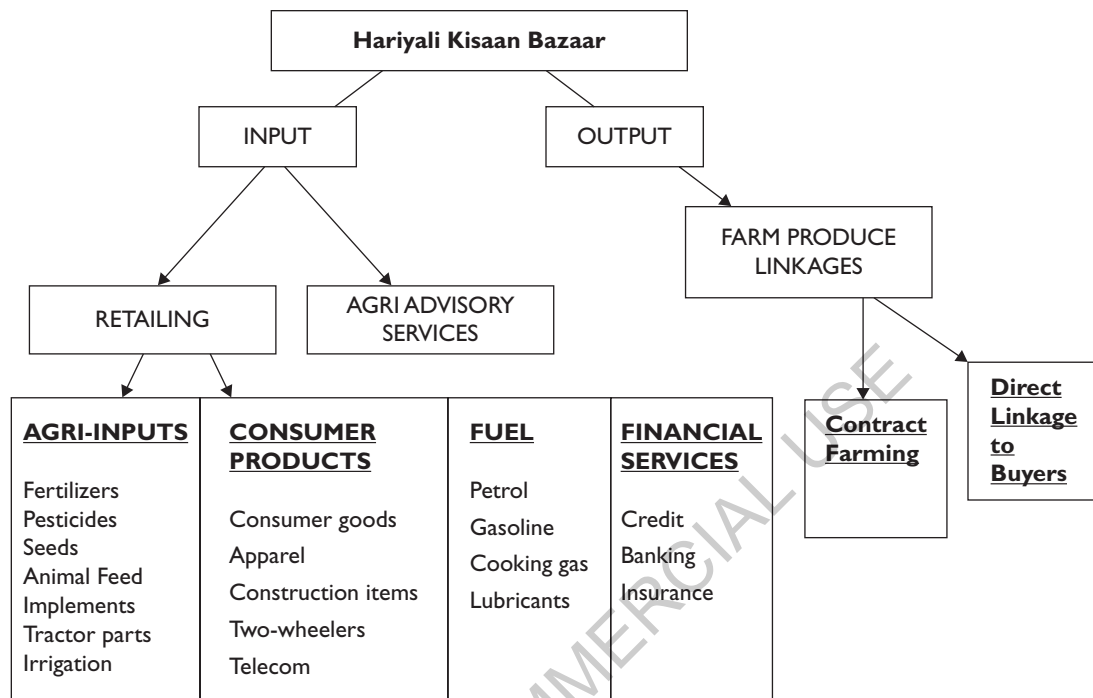 Hariyali Kisaan Bazaar
INPUT
OUTPUT
FARM PRODUCE
LINKAGES
RETAILING
AGRI ADVISORY
SERVICES
AGRI-INPUTS
Fertilizers
Pesticides
Seeds
Animal Feed
Implements
Tractor parts
Irrigation
CONSUMER
PRODUCTS
Consumer goods
Apparel
Construction items
Two-wheelers
Telecom
FUEL
Petrol
Gasoline
Cooking gas
Lubricants
FINANCIAL
SERVICES
Credit
Banking
Insurance
Contract
Farming
Direct
Linkage
to
Buyers
MMERCIAL USE